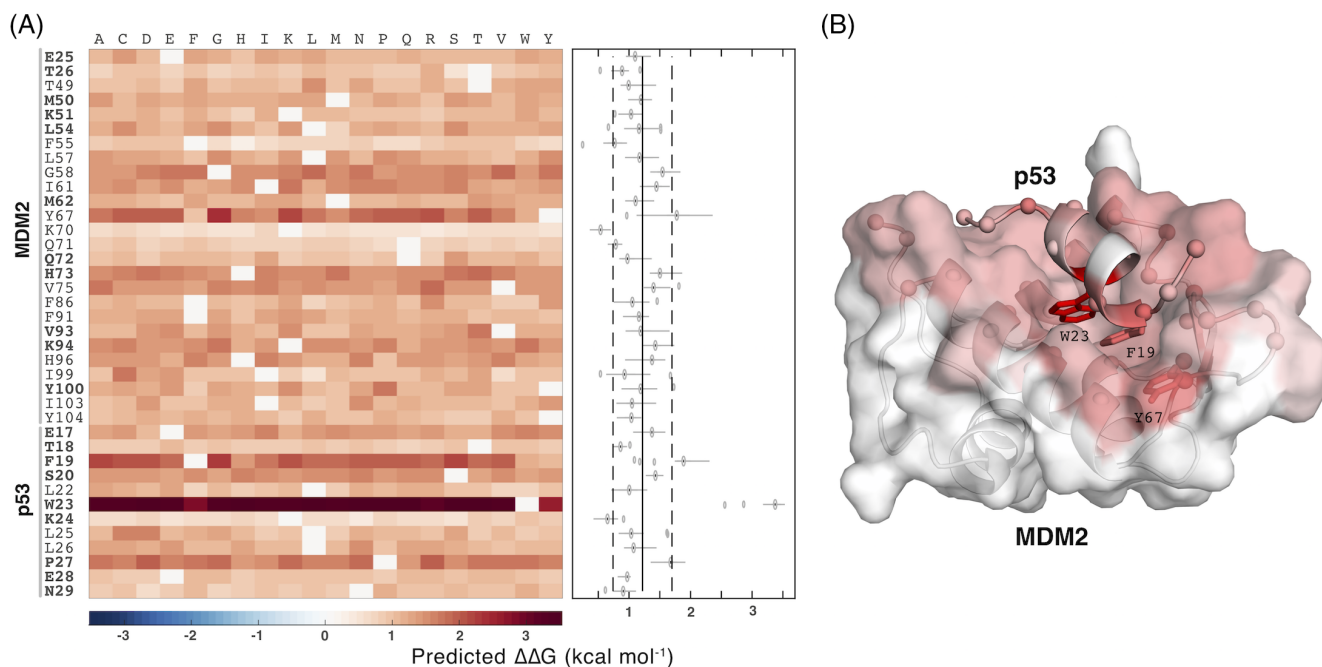 (A)
A C D E F G H I K L M N P Q R S T V W Y
MDM2
E25
T26
T49
M50
K51
L54
F55
L57
G58
I61
M62
Y67
K70
Q71
Q72
H73
V75
F86
F91
V93
K94
H96
I99
Y100
I103
Y104
p53
E17
T18
F19
S20
L22
W23
K24
L25
L26
P27
E28
N29
-3 -2 -1 0 1 2 3
1 2 3
Predicted ΔΔG (kcal mol⁻¹)
(B)
p53
W23
F19
Y67
MDM2